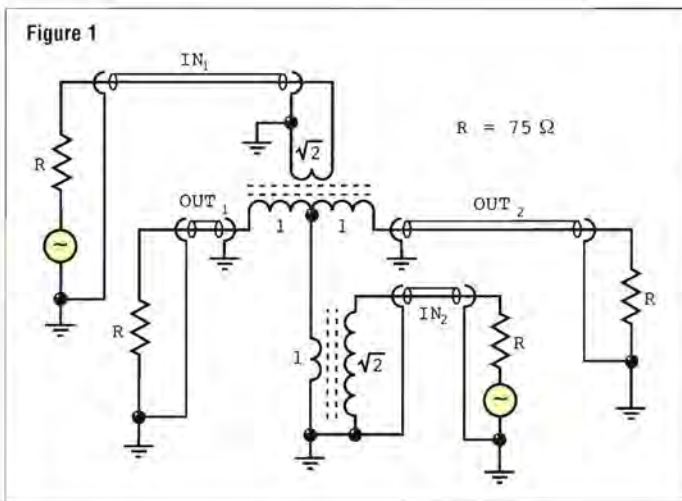 Figure 1
IN₁
R = 75 Ω
√2
R
OUT₁
OUT₂
1
1
R
IN₂
R
R
1
√2